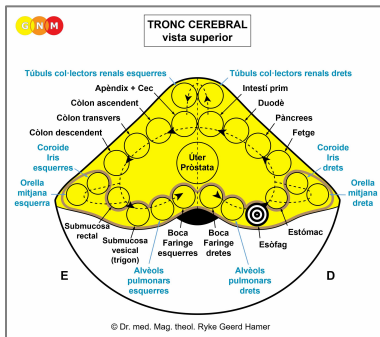 G N M
TRONC CEREBRAL
vista superior
Túbuls col·lectors renals esquerres
Túbuls col·lectors renals drets
Apèndix + Cec
Intestí prim
Còlon ascendent
Duodè
Còlon transvers
Pàncrees
Còlon descendent
Fetge
Coroide
Iris
esquerres
Coroide
Iris
drets
Úter
Pròstata
Orella
mitjana
esquerra
Orella
mitjana
dreta
Submucosa
rectal
Submucosa
vesical
(trígon)
Boca
Faringe
esquerres
Boca
Faringe
dretes
Esòfag
Estómac
Alvèols
pulmonars
esquerres
Alvèols
pulmonars
drets
E
D
© Dr. med. Mag. theol. Ryke Geerd Hamer